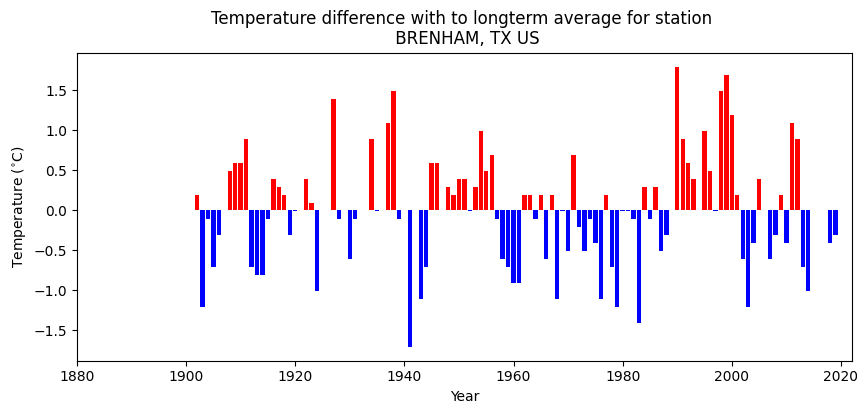 Temperature difference with to longterm average for station
BRENHAM, TX US
Temperature (°C)
1.5
1.0
0.5
0.0
−0.5
−1.0
−1.5
1880 1900 1920 1940 1960 1980 2000 2020
Year